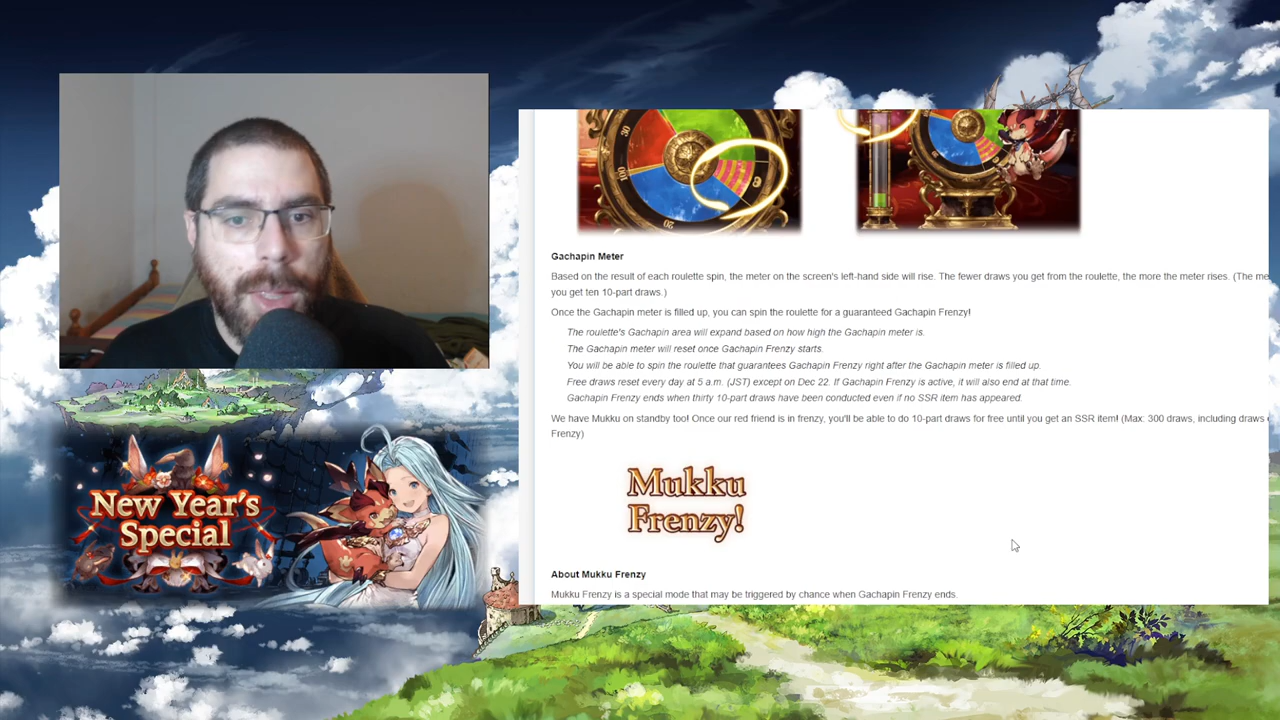 30
100
20
6
Gachapin Meter
Based on the result of each roulette spin, the meter on the screen's left-hand side will rise. The fewer draws you get from the roulette, the more the meter rises. (The me
you get ten 10-part draws.)
Once the Gachapin meter is filled up, you can spin the roulette for a guaranteed Gachapin Frenzy!
The roulette's Gachapin area will expand based on how high the Gachapin meter is.
The Gachapin meter will reset once Gachapin Frenzy starts.
You will be able to spin the roulette that guarantees Gachapin Frenzy right after the Gachapin meter is filled up.
Free draws reset every day at 5 a.m. (JST) except on Dec 22. If Gachapin Frenzy is active, it will also end at that time.
Gachapin Frenzy ends when thirty 10-part draws have been conducted even if no SSR item has appeared.
We have Mukku on standby too! Once our red friend is in frenzy, you'll be able to do 10-part draws for free until you get an SSR item! (Max: 300 draws, including draws
Frenzy)
Mukku
Frenzy!
About Mukku Frenzy
Mukku Frenzy is a special mode that may be triggered by chance when Gachapin Frenzy ends.
New Year's
Special